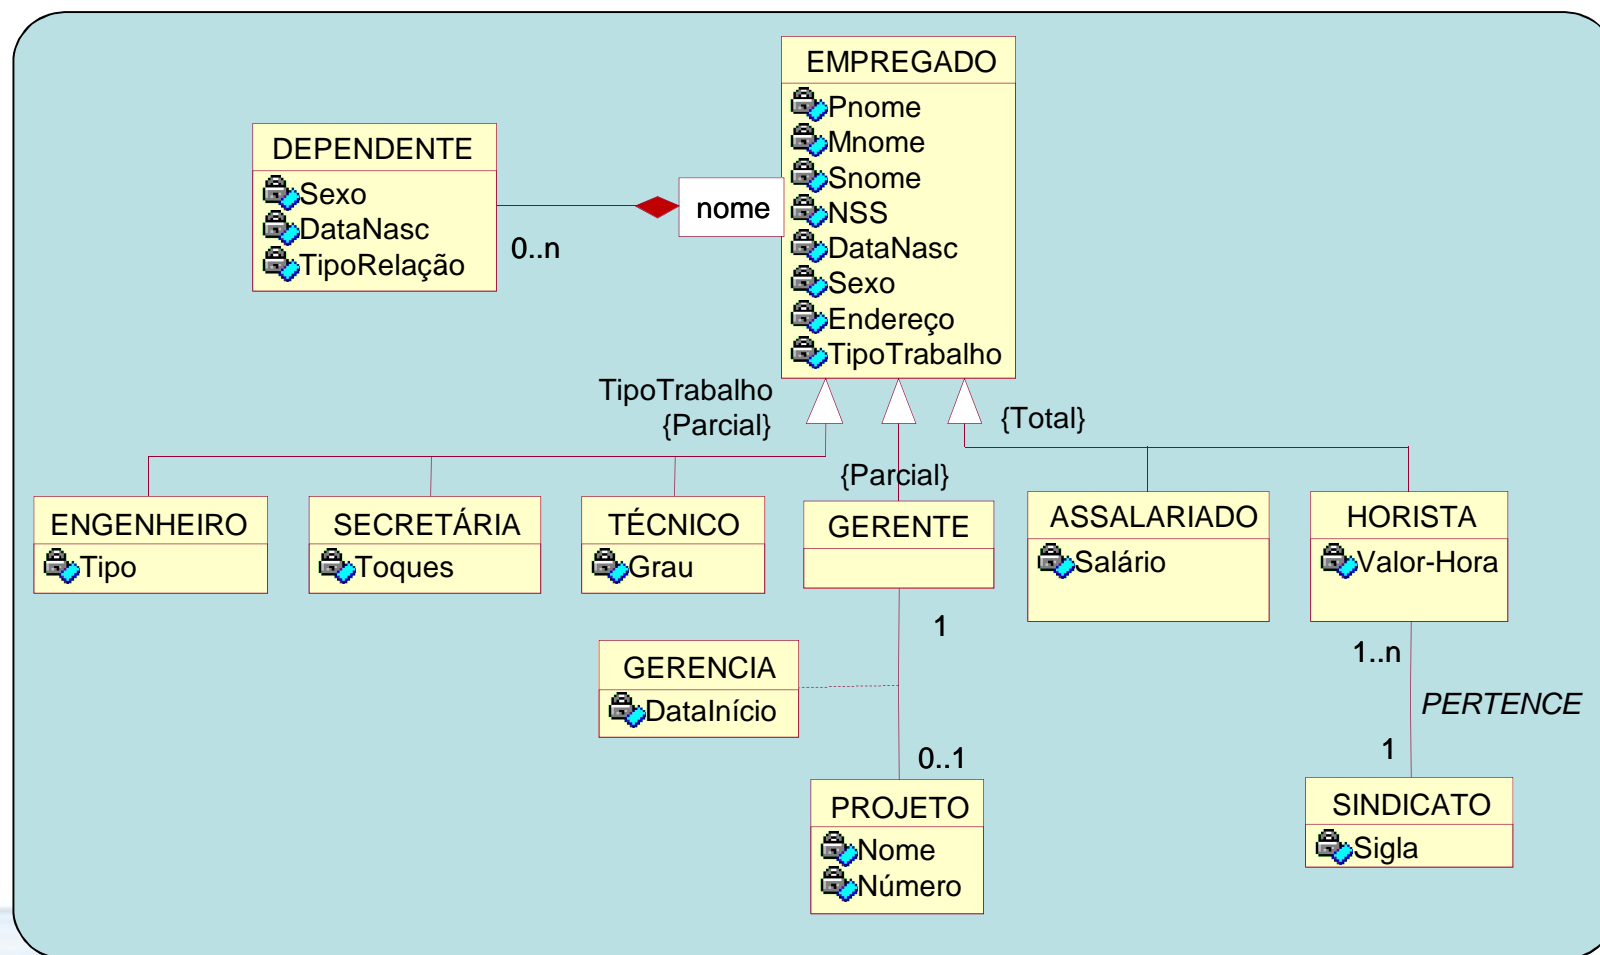 EMPREGADO
Pnome
Mnome
Snome
NSS
DataNasc
Sexo
Endereço
TipoTrabalho
DEPENDENTE
Sexo
DataNasc
TipoRelação
0..n
nome
TipoTrabalho
{Parcial}
{Parcial}
{Total}
ENGENHEIRO
Tipo
SECRETÁRIA
Toques
TÉCNICO
Grau
GERENTE
ASSALARIADO
Salário
HORISTA
Valor-Hora
1
GERENCIA
DataInício
0..1
PROJETO
Nome
Número
1..n
PERTENCE
1
SINDICATO
Sigla